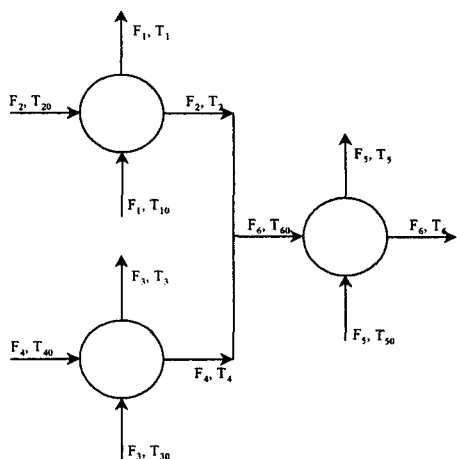 F₁, T₁
F₂, T₂₀
F₂, T₂
F₁, T₁₀
F₅, T₅
F₆, T₆₀
F₆, T₆
F₃, T₃
F₅, T₅₀
F₄, T₄₀
F₄, T₄
F₃, T₃₀